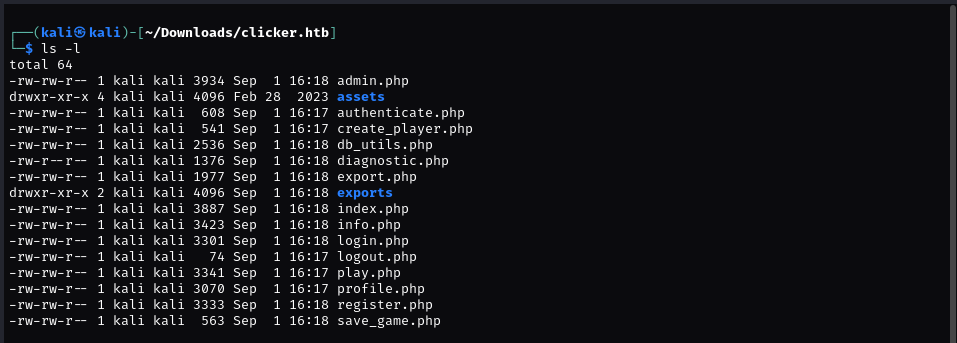 ┌──(kali㉿kali)-[~/Downloads/clicker.htb]
└─$ ls -l
total 64
-rw-rw-r-- 1 kali kali 3934 Sep  1 16:18 admin.php
drwxr-xr-x 4 kali kali 4096 Feb 28  2023 assets
-rw-rw-r-- 1 kali kali  608 Sep  1 16:17 authenticate.php
-rw-rw-r-- 1 kali kali  541 Sep  1 16:17 create_player.php
-rw-rw-r-- 1 kali kali 2536 Sep  1 16:18 db_utils.php
-rw-r--r-- 1 kali kali 1376 Sep  1 16:18 diagnostic.php
-rw-rw-r-- 1 kali kali 1977 Sep  1 16:18 export.php
drwxr-xr-x 2 kali kali 4096 Sep  1 16:18 exports
-rw-rw-r-- 1 kali kali 3887 Sep  1 16:18 index.php
-rw-rw-r-- 1 kali kali 3423 Sep  1 16:18 info.php
-rw-rw-r-- 1 kali kali 3301 Sep  1 16:18 login.php
-rw-rw-r-- 1 kali kali   74 Sep  1 16:17 logout.php
-rw-rw-r-- 1 kali kali 3341 Sep  1 16:17 play.php
-rw-rw-r-- 1 kali kali 3070 Sep  1 16:17 profile.php
-rw-rw-r-- 1 kali kali 3333 Sep  1 16:18 register.php
-rw-rw-r-- 1 kali kali  563 Sep  1 16:18 save_game.php